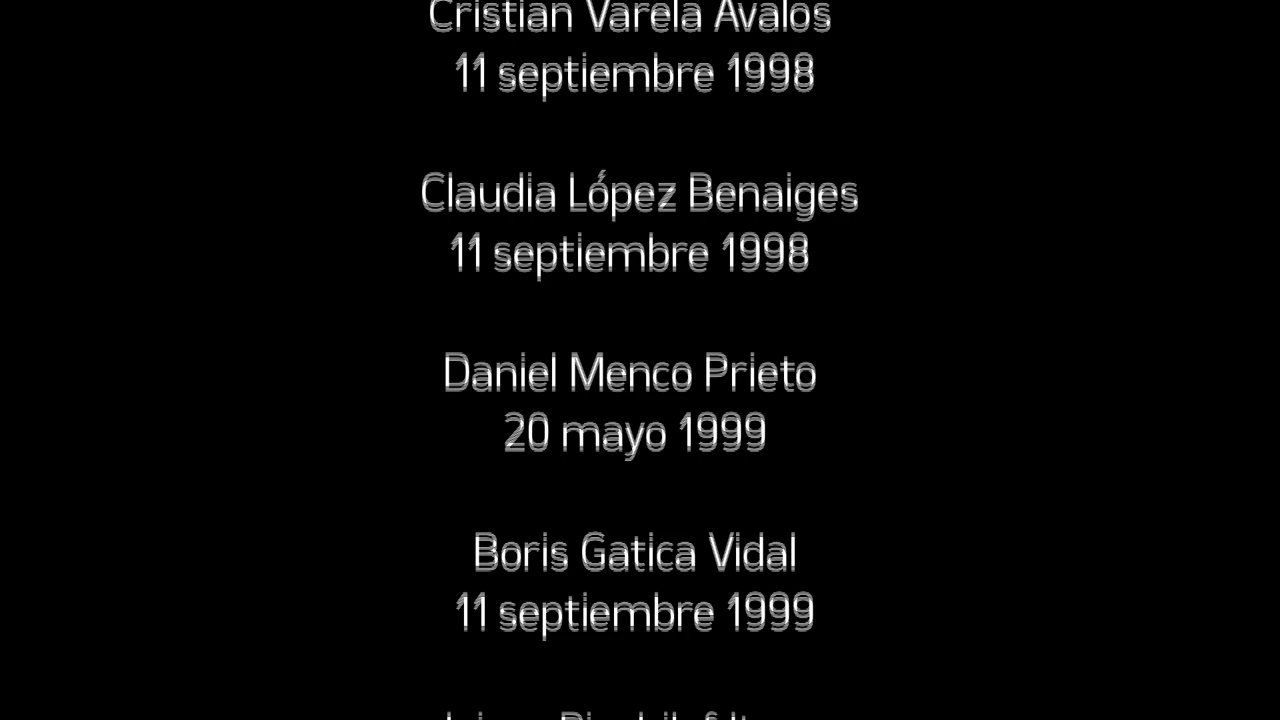 Cristian Varela Avalos
11 septiembre 1998
Claudia López Benaiges
11 septiembre 1998
Daniel Menco Prieto
20 mayo 1999
Boris Gatica Vidal
11 septiembre 1999